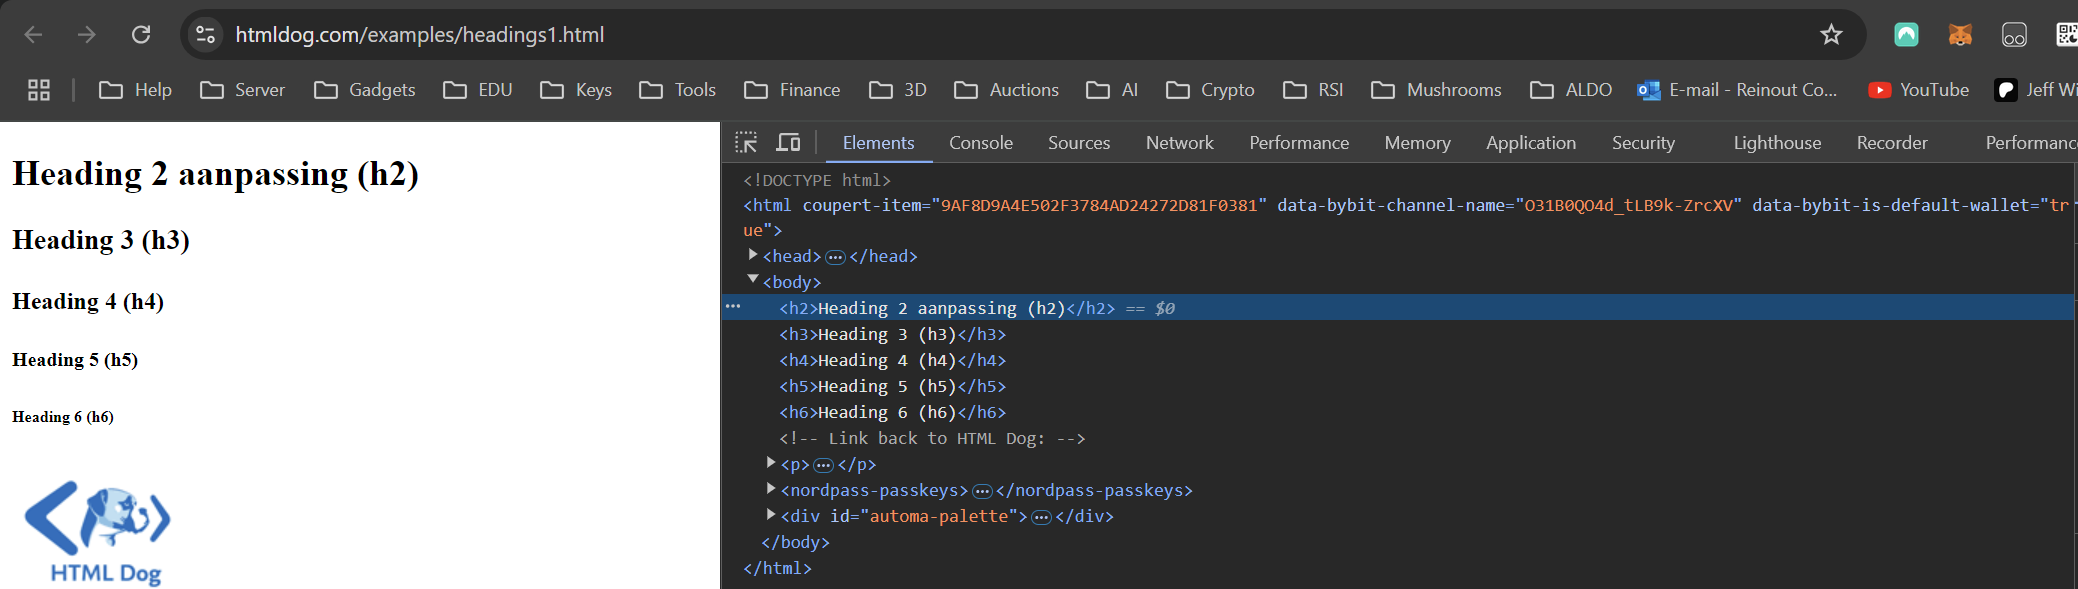 htmldog.com/examples/headings1.html
Help Server Gadgets EDU Keys Tools Finance 3D Auctions AI Crypto RSI Mushrooms ALDO E-mail - Reinout Co... YouTube Jeff Wi
Heading 2 aanpassing (h2)
Heading 3 (h3)
Heading 4 (h4)
Heading 5 (h5)
Heading 6 (h6)
HTML Dog
Elements Console Sources Network Performance Memory Application Security Lighthouse Recorder Performanc
<!DOCTYPE html>
<html coupert-item="9AF8D9A4E502F3784AD24272D81F0381" data-bybit-channel-name="O31B0QO4d_tLB9k-ZrcXV" data-bybit-is-default-wallet="tr
ue">
<head>…</head>
<body>
… <h2>Heading 2 aanpassing (h2)</h2> == $0
<h3>Heading 3 (h3)</h3>
<h4>Heading 4 (h4)</h4>
<h5>Heading 5 (h5)</h5>
<h6>Heading 6 (h6)</h6>
<!-- Link back to HTML Dog: -->
<p>…</p>
<nordpass-passkeys>…</nordpass-passkeys>
<div id="automa-palette">…</div>
</body>
</html>